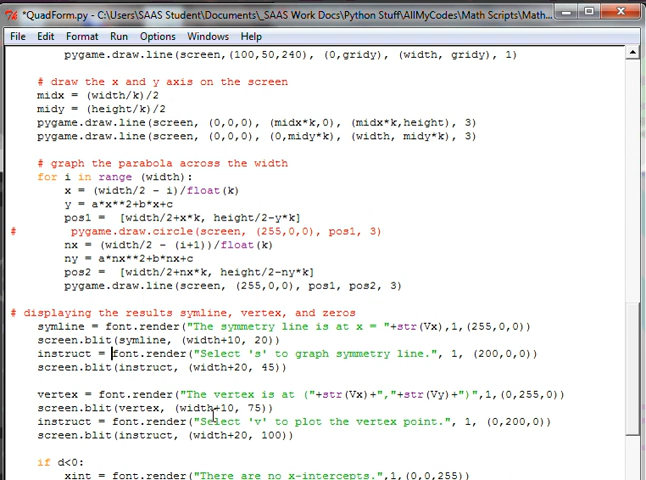 *QuadForm.py - C:\Users\SAAS Student\Documents\_SAAS Work Docs\Python Stuff\AllMyCodes\Math Scripts\Math...
File Edit Format Run Options Windows Help
pygame.draw.line(screen,(100,50,240), (0,gridy), (width, gridy), 1)
# draw the x and y axis on the screen
midx = (width/k)/2
midy = (height/k)/2
pygame.draw.line(screen, (0,0,0), (midx*k,0), (midx*k,height), 3)
pygame.draw.line(screen, (0,0,0), (0,midy*k), (width, midy*k), 3)
# graph the parabola across the width
for i in range (width):
x = (width/2 - i)/float(k)
y = a*x**2+b*x+c
pos1 = [width/2+x*k, height/2-y*k]
# pygame.draw.circle(screen, (255,0,0), pos1, 3)
nx = (width/2 - (i+1))/float(k)
ny = a*nx**2+b*nx+c
pos2 = [width/2+nx*k, height/2-ny*k]
pygame.draw.line(screen, (255,0,0), pos1, pos2, 3)
# displaying the results symline, vertex, and zeros
symline = font.render("The symmetry line is at x = "+str(Vx),1,(255,0,0))
screen.blit(symline, (width+10, 20))
instruct = font.render("Select 's' to graph symmetry line.", 1, (200,0,0))
screen.blit(instruct, (width+20, 45))
vertex = font.render("The vertex is at ("+str(Vx)+","+str(Vy)+")",1,(0,255,0))
screen.blit(vertex, (width+10, 75))
instruct = font.render("Select 'v' to plot the vertex point.", 1, (0,200,0))
screen.blit(instruct, (width+20, 100))
if d<0:
xint = font.render("There are no x-intercepts.",1,(0,0,255))